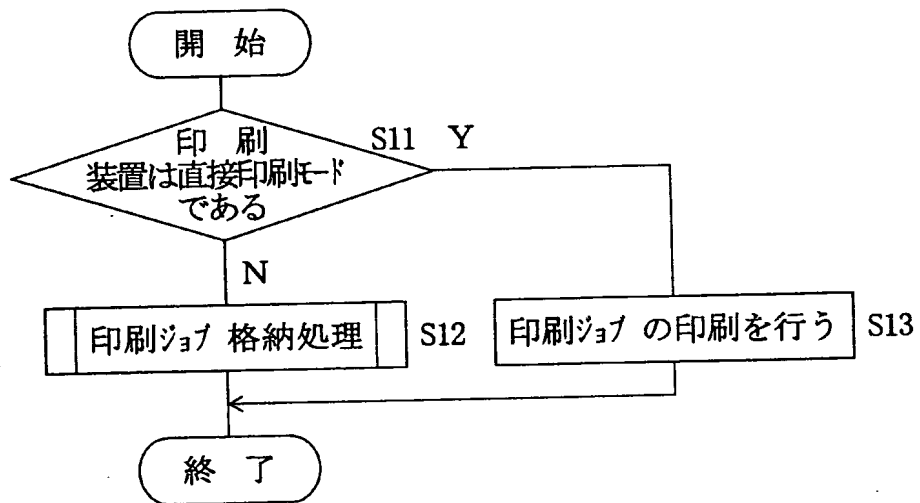 開 始
印 刷
装置は直接印刷ﾓｰﾄﾞ
である
S11 Y
N
印刷ｼﾞｮﾌﾞ 格納処理
S12
印刷ｼﾞｮﾌﾞ の印刷を行う
S13
終 了